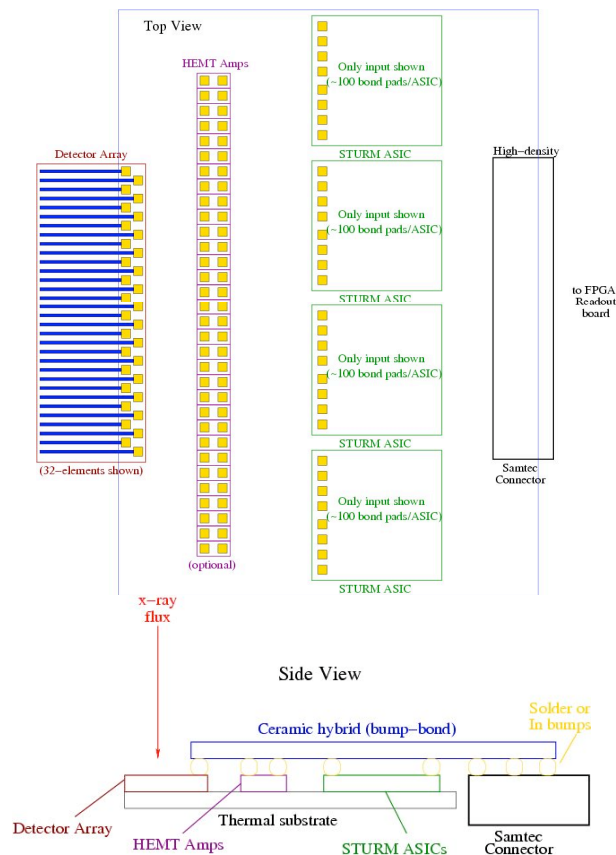 Top View
HEMT Amps
Only input shown
(~100 bond pads/ASIC)
STURM ASIC
Detector Array
High-density
Only input shown
(~100 bond pads/ASIC)
STURM ASIC
to FPGA
Readout
board
Only input shown
(~100 bond pads/ASIC)
STURM ASIC
(32-elements shown)
Samtec
Connector
Only input shown
(~100 bond pads/ASIC)
(optional)
STURM ASIC
x-ray
flux
Side View
Solder or
In bumps
Ceramic hybrid (bump-bond)
Detector Array
HEMT Amps
Thermal substrate
STURM ASICs
Samtec
Connector